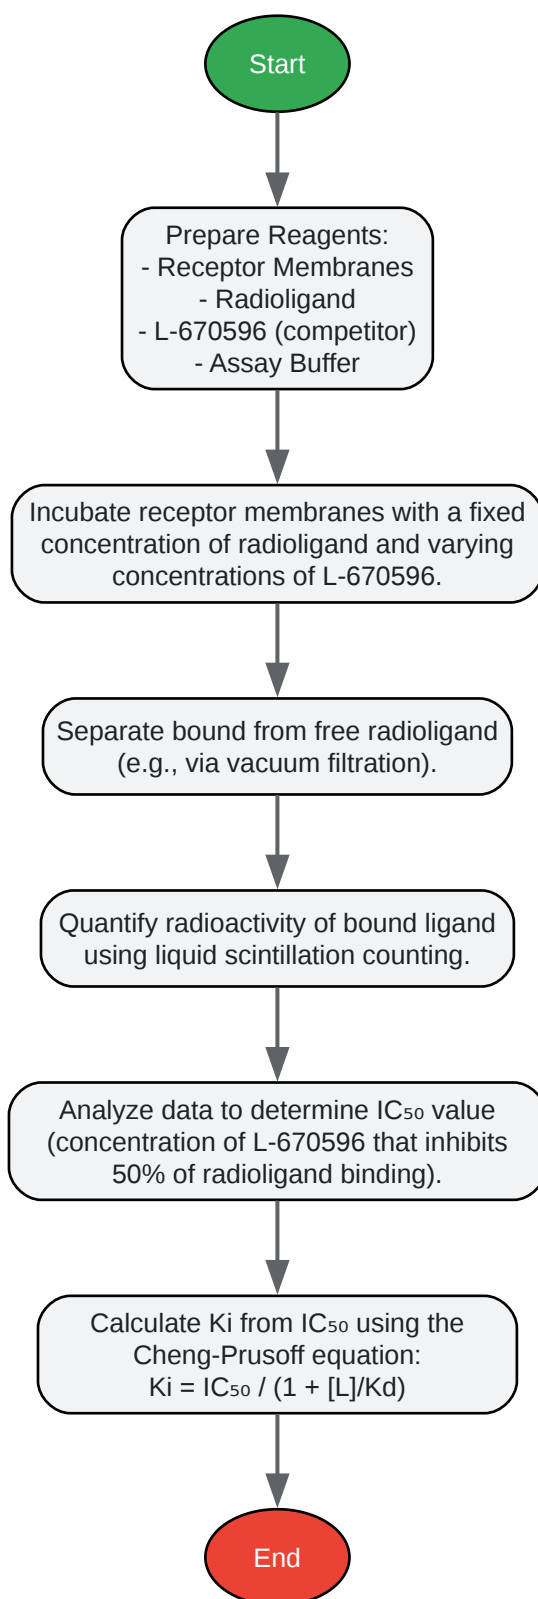 Start
Prepare Reagents:
- Receptor Membranes
- Radioligand
- L-670596 (competitor)
- Assay Buffer
Incubate receptor membranes with a fixed
concentration of radioligand and varying
concentrations of L-670596.
Separate bound from free radioligand
(e.g., via vacuum filtration).
Quantify radioactivity of bound ligand
using liquid scintillation counting.
Analyze data to determine IC₅₀ value
(concentration of L-670596 that inhibits
50% of radioligand binding).
Calculate Ki from IC₅₀ using the
Cheng-Prusoff equation:
Ki = IC₅₀ / (1 + [L]/Kd)
End